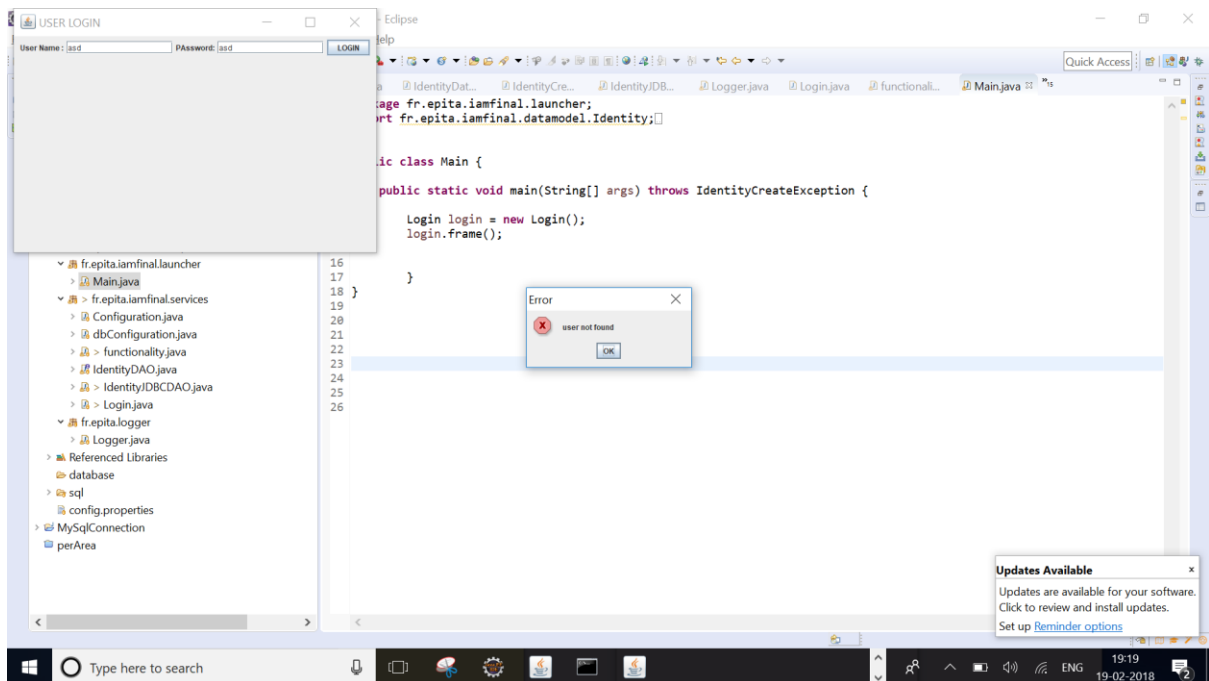 USER LOGIN
- Eclipse
User Name : asd PAssword: asd LOGIN
Help
Quick Access
IdentityDat... IdentityCre... IdentityJDB... Logger.java Login.java functionali... Main.java »15
age fr.epita.iamfinal.launcher;
ort fr.epita.iamfinal.datamodel.Identity;
ic class Main {
public static void main(String[] args) throws IdentityCreateException {
Login login = new Login();
login.frame();
fr.epita.iamfinal.launcher
Main.java
> fr.epita.iamfinal.services
Configuration.java
dbConfiguration.java
> functionality.java
IdentityDAO.java
> IdentityJDBCDAO.java
> Login.java
fr.epita.logger
Logger.java
Referenced Libraries
database
sql
config.properties
MySqlConnection
perArea
16
17 }
18 }
19
20
21
22
23
24
25
26
Error
user not found
OK
Updates Available x
Updates are available for your software.
Click to review and install updates.
Set up Reminder options
Type here to search
ENG
19:19
19-02-2018
2